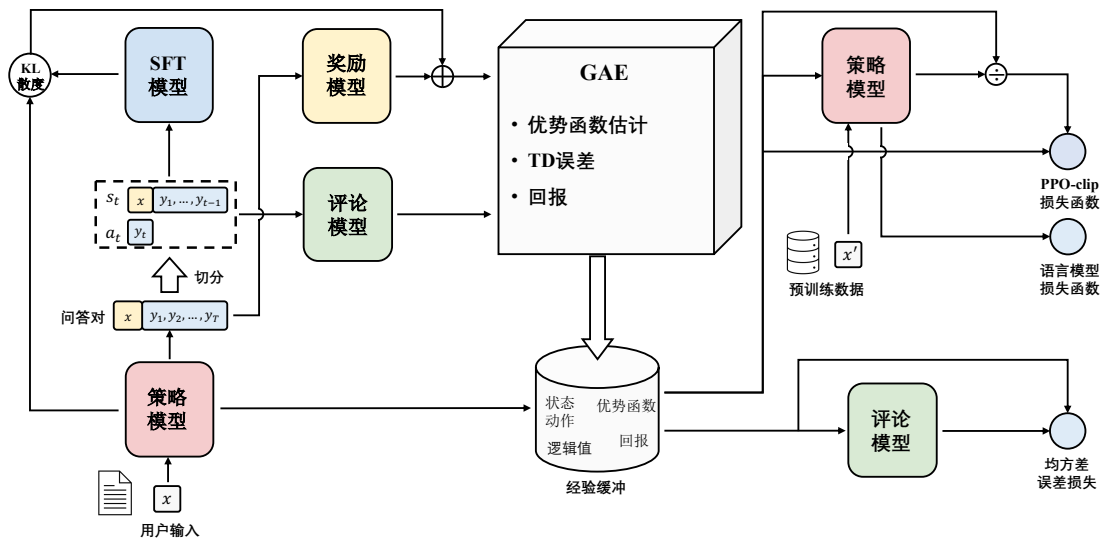 KL
散度
SFT
模型
奖励
模型
GAE
• 优势函数估计
• TD误差
• 回报
策略
模型
÷
PPO-clip
损失函数
s_t x y_1, ..., y_{t-1}
a_t y_t
评论
模型
切分
x′
预训练数据
语言模型
损失函数
问答对 x y_1, y_2, ..., y_T
策略
模型
状态
动作
优势函数
逻辑值
回报
经验缓冲
评论
模型
均方差
误差损失
x
用户输入